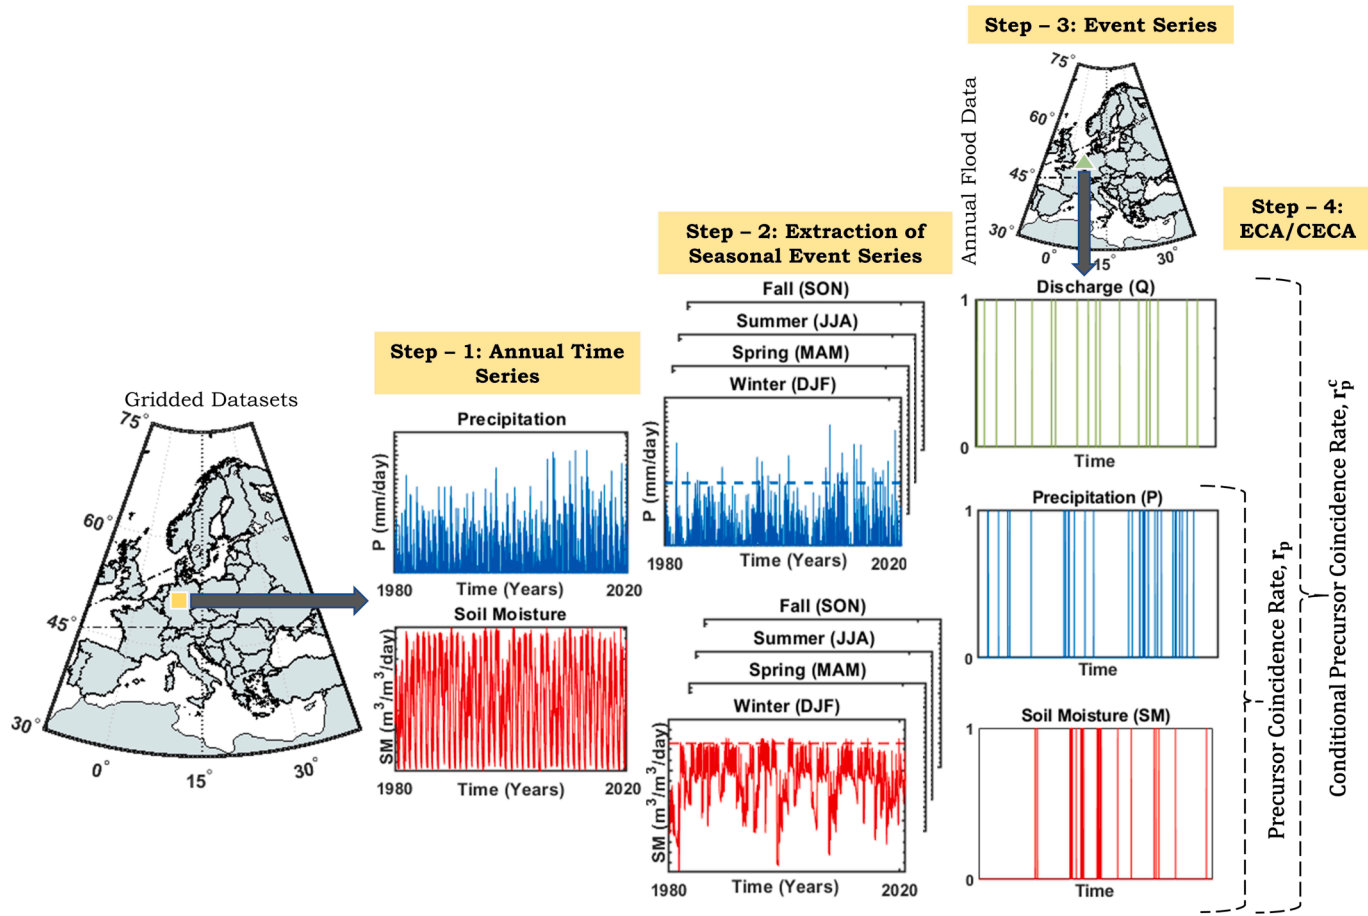 Step – 3: Event Series
Annual Flood Data
75°
60°
45°
30°
0°
15°
30°
Step – 4:
ECA/CECA
Step – 2: Extraction of
Seasonal Event Series
Fall (SON)
Summer (JJA)
Spring (MAM)
Winter (DJF)
P (mm/day)
1980
Time (Years)
2020
Discharge (Q)
1
0
Time
Step – 1: Annual Time
Series
Gridded Datasets
75°
60°
45°
30°
0°
15°
30°
Precipitation
P (mm/day)
1980
Time (Years)
2020
Soil Moisture
SM (m³/m³/day)
1980
Time (Years)
2020
Fall (SON)
Summer (JJA)
Spring (MAM)
Winter (DJF)
SM (m³/m³/day)
1980
Time (Years)
2020
Precipitation (P)
1
0
Time
Soil Moisture (SM)
1
0
Time
Precursor Coincidence Rate, rₚ
Conditional Precursor Coincidence Rate, rₚᶜ